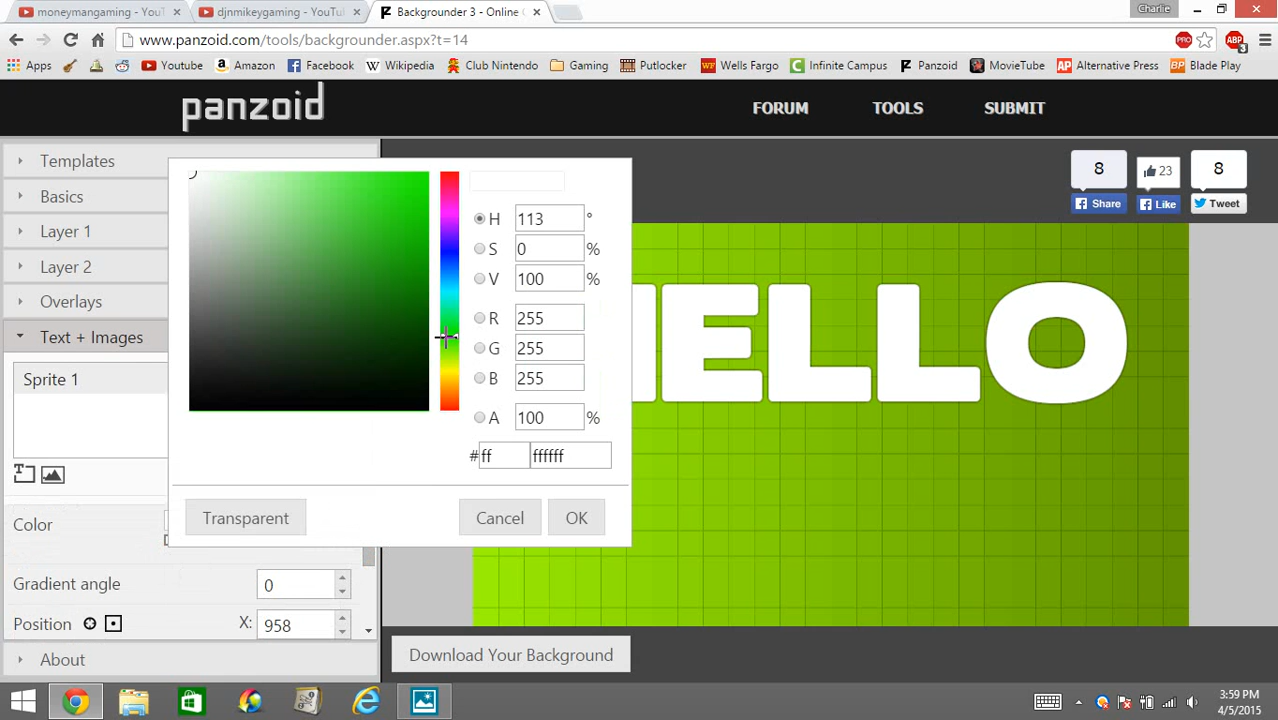 moneymangaming - YouTu
djnmikeygaming - YouTub
Backgrounder 3 - Online
Charlie
www.panzoid.com/tools/backgrounder.aspx?t=14
PRO
ABP
3
Apps
Youtube
Amazon
Facebook
Wikipedia
Club Nintendo
Gaming
Putlocker
Wells Fargo
Infinite Campus
Panzoid
MovieTube
Alternative Press
Blade Play
panzoid
FORUM
TOOLS
SUBMIT
Templates
Basics
Layer 1
Layer 2
Overlays
Text + Images
Sprite 1
Color
Gradient angle
0
Position
X:
958
About
H
113
°
S
0
%
V
100
%
R
255
G
255
B
255
A
100
%
#
ff
ffffff
Transparent
Cancel
OK
8
23
8
Share
Like
Tweet
HELLO
Download Your Background
3:59 PM
4/5/2015